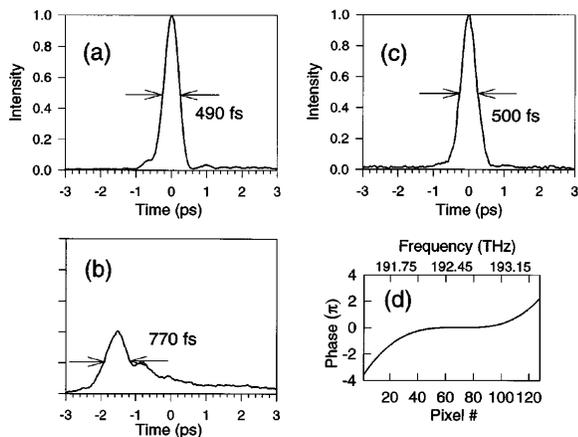 (a)
Intensity
1.0
0.8
0.6
0.4
0.2
0.0
490 fs
-3 -2 -1 0 1 2 3
Time (ps)
(c)
Intensity
1.0
0.8
0.6
0.4
0.2
0.0
500 fs
-3 -2 -1 0 1 2 3
Time (ps)
(b)
770 fs
-3 -2 -1 0 1 2 3
Time (ps)
Frequency (THz)
191.75 192.45 193.15
(d)
Phase (π)
4
2
0
-2
-4
20 40 60 80 100 120
Pixel #